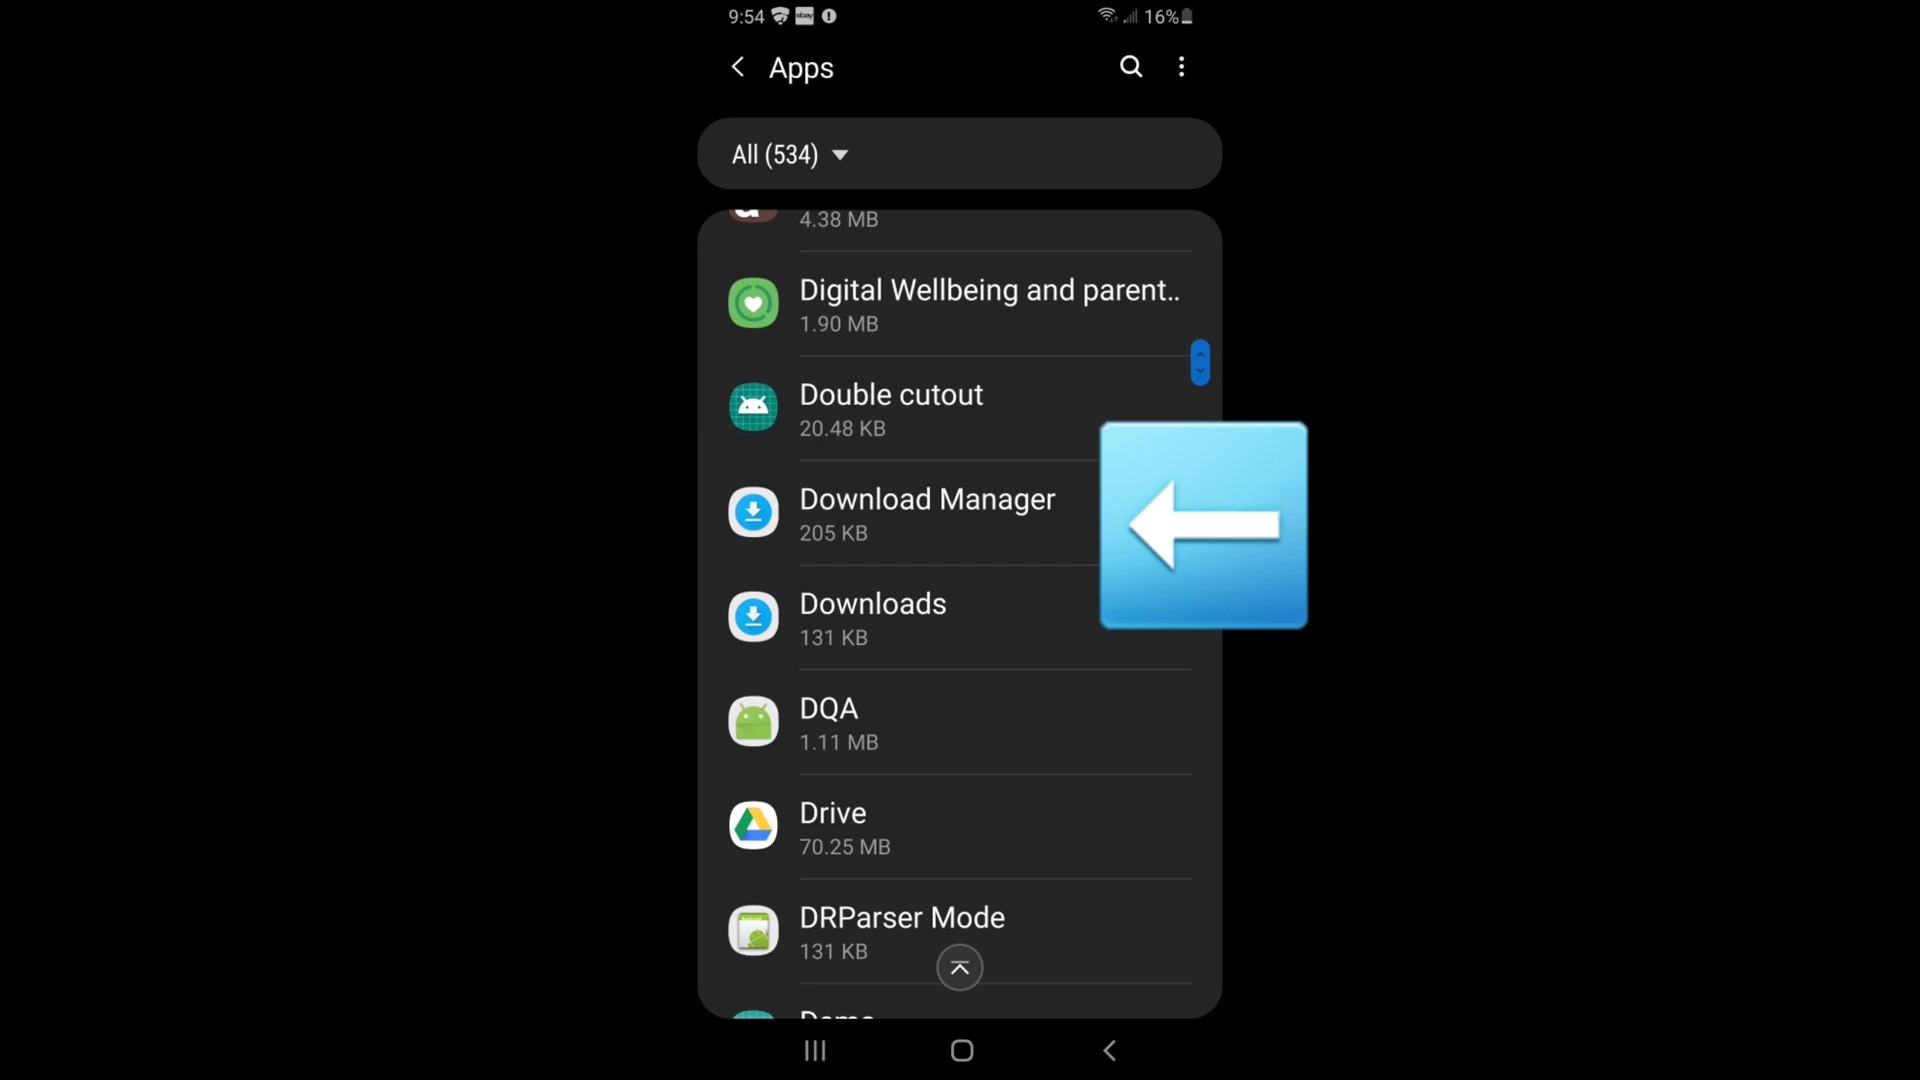 9:54 ebay 16%
Apps
All (534)
4.38 MB
Digital Wellbeing and parent..
1.90 MB
Double cutout
20.48 KB
Download Manager
205 KB
Downloads
131 KB
DQA
1.11 MB
Drive
70.25 MB
DRParser Mode
131 KB